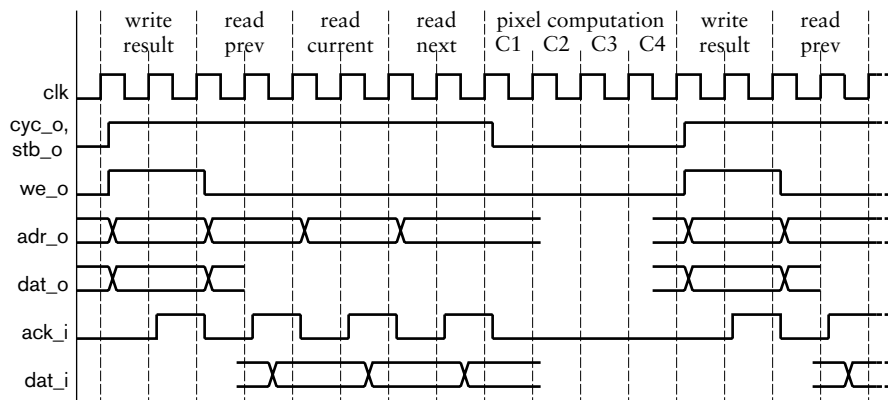 write result
read prev
read current
read next
pixel computation
C1 C2 C3 C4
write result
read prev
clk
cyc_o,
stb_o
we_o
adr_o
dat_o
ack_i
dat_i